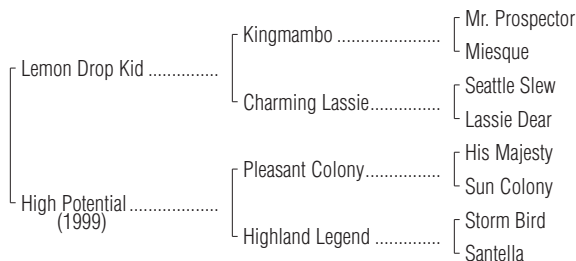 Mr. Prospector
Kingmambo ........................
Miesque
Lemon Drop Kid ................
Seattle Slew
Charming Lassie................
Lassie Dear
His Majesty
Pleasant Colony.................
Sun Colony
High Potential .....................
(1999)
Storm Bird
Highland Legend ...............
Santella